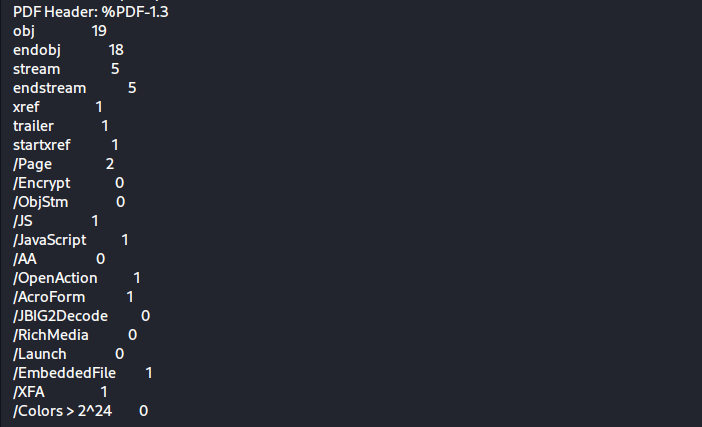 PDF Header: %PDF-1.3
obj 19
endobj 18
stream 5
endstream 5
xref 1
trailer 1
startxref 1
/Page 2
/Encrypt 0
/ObjStm 0
/JS 1
/JavaScript 1
/AA 0
/OpenAction 1
/AcroForm 1
/JBIG2Decode 0
/RichMedia 0
/Launch 0
/EmbeddedFile 1
/XFA 1
/Colors > 2^24 0